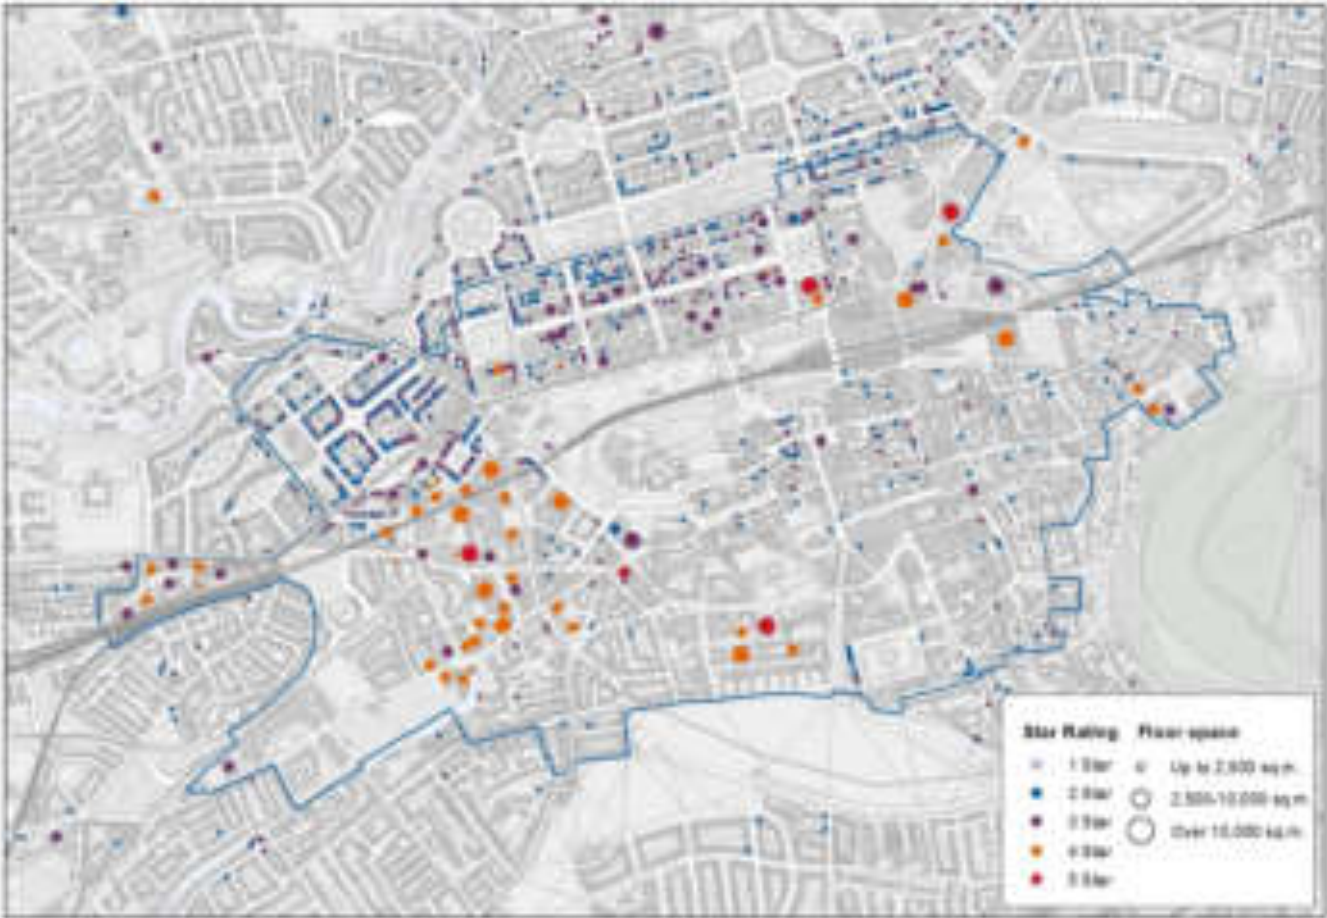 Star Rating
Floor space
1 Star
Up to 2,500 sq m
2 Star
2,500-10,000 sq m
3 Star
Over 10,000 sq m
4 Star
5 Star